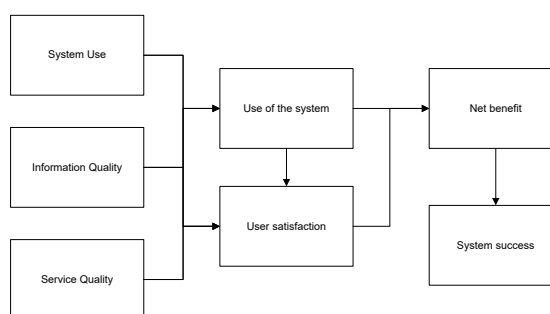 System Use
Information Quality
Service Quality
Use of the system
User satisfaction
Net benefit
System success